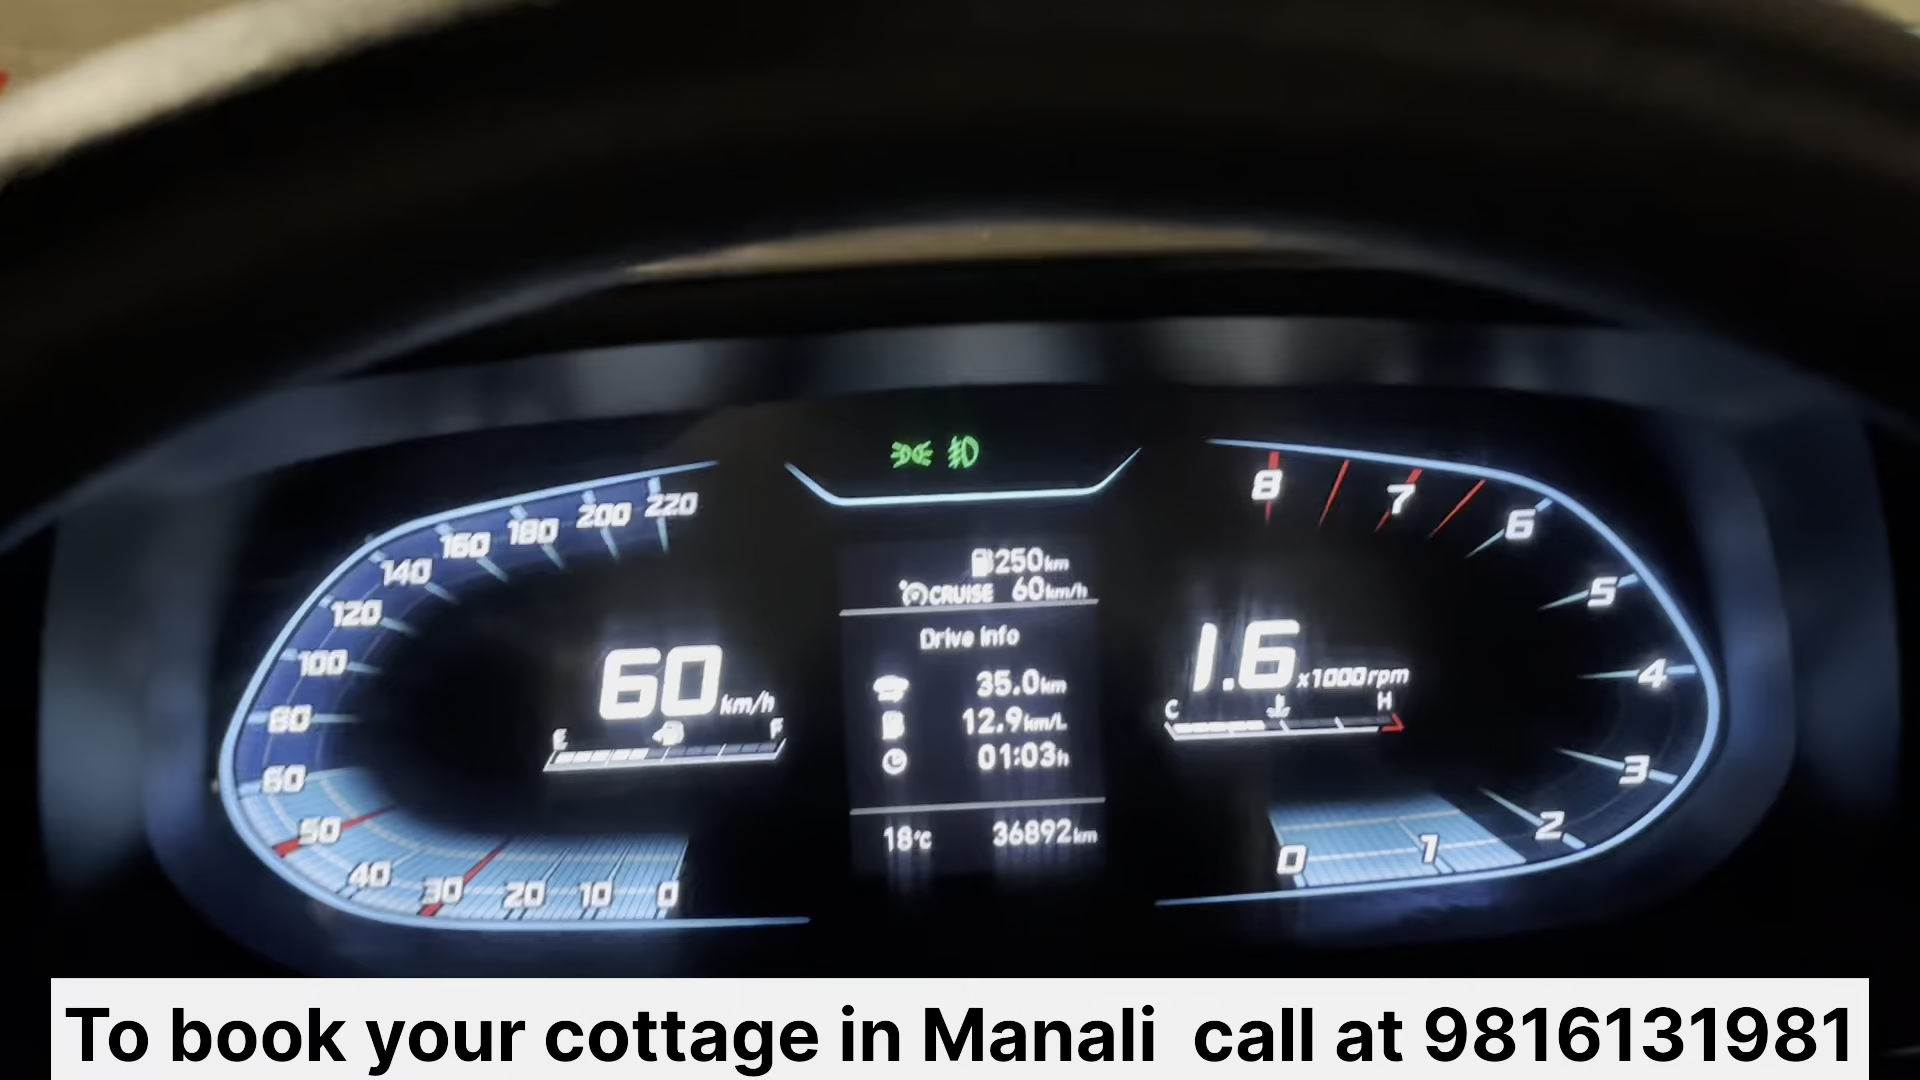 250km
CRUISE 60km/h
Drive Info
35.0km
12.9km/L
01:03h
18°C 36892km
60km/h
E F
220
200
180
160
140
120
100
80
60
50
40
30
20
10
0
1.6x1000rpm
C H
8
7
6
5
4
3
2
1
0
To book your cottage in Manali call at 9816131981